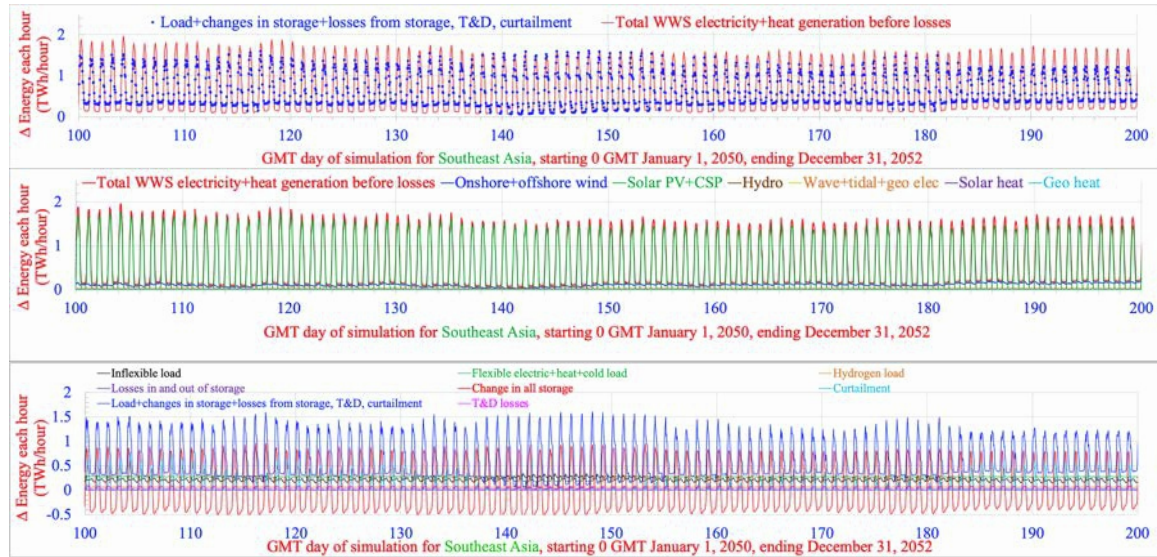 Load+changes in storage+losses from storage, T&D, curtailment Total WWS electricity+heat generation before losses
Δ Energy each hour
(TWh/hour)
2
1
0
100 110 120 130 140 150 160 170 180 190 200
GMT day of simulation for Southeast Asia, starting 0 GMT January 1, 2050, ending December 31, 2052
Total WWS electricity+heat generation before losses Onshore+offshore wind Solar PV+CSP Hydro Wave+tidal+geo elec Solar heat Geo heat
Δ Energy each hour
(TWh/hour)
2
1
0
100 110 120 130 140 150 160 170 180 190 200
GMT day of simulation for Southeast Asia, starting 0 GMT January 1, 2050, ending December 31, 2052
Inflexible load Flexible electric+heat+cold load Hydrogen load
Losses in and out of storage Change in all storage Curtailment
Load+changes in storage+losses from storage, T&D, curtailment T&D losses
Δ Energy each hour
(TWh/hour)
2
1.5
1
0.5
0
-0.5
100 110 120 130 140 150 160 170 180 190 200
GMT day of simulation for Southeast Asia, starting 0 GMT January 1, 2050, ending December 31, 2052